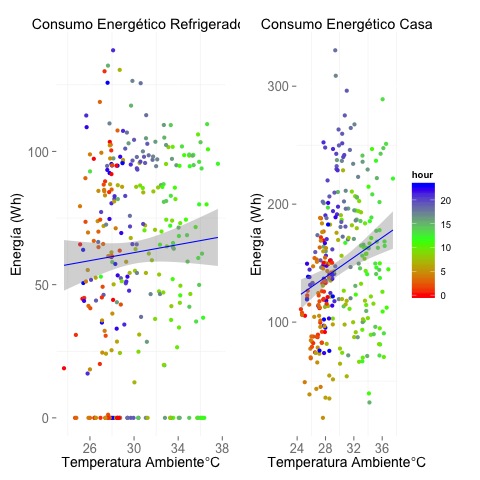 Consumo Energético Refrigerado
Consumo Energético Casa
Energía (Wh)
100
50
0
26 30 34 38
Temperatura Ambiente°C
Energía (Wh)
300
200
100
24 28 32 36
Temperatura Ambiente°C
hour
20
15
10
5
0